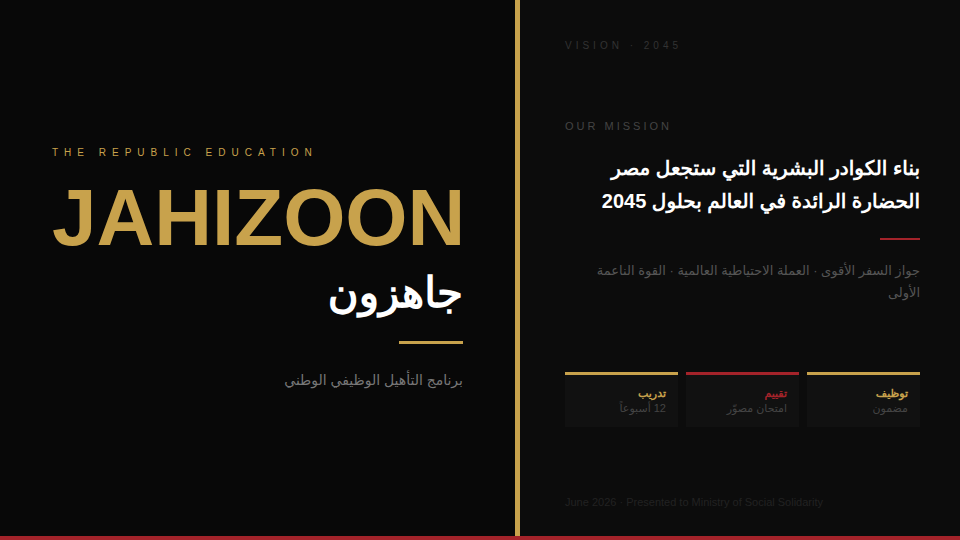 THE REPUBLIC EDUCATION
JAHIZOON
جاهزون
برنامج التأهيل الوظيفي الوطني
VISION · 2045
OUR MISSION
بناء الكوادر البشرية التي ستجعل مصر
الحضارة الرائدة في العالم بحلول 2045
جواز السفر الأقوى · العملة الاحتياطية العالمية · القوة الناعمة
الأولى
توظيف
مضمون
تقييم
امتحان مصوّر
تدريب
12 أسبوعاً
June 2026 · Presented to Ministry of Social Solidarity